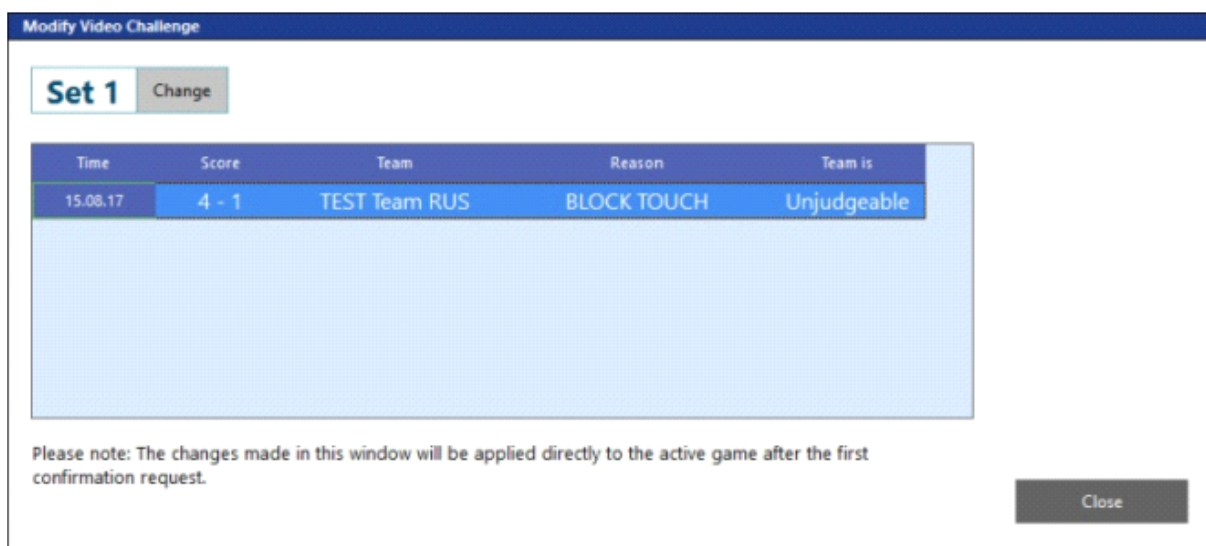 Modify Video Challenge
Set 1 Change
Time Score Team Reason Team is
15.08.17 4 - 1 TEST Team RUS BLOCK TOUCH Unjudgeable
Please note: The changes made in this window will be applied directly to the active game after the first
confirmation request.
Close